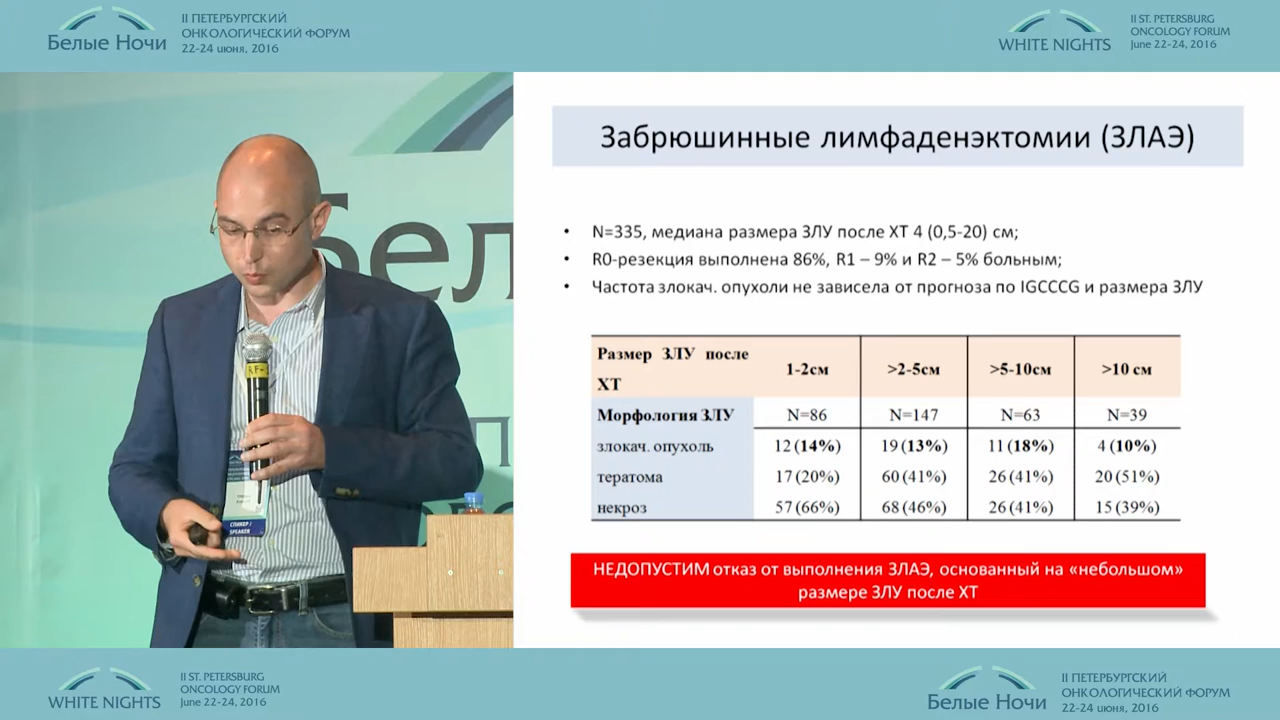 Белые Ночи
II ПЕТЕРБУРГСКИЙ
ОНКОЛОГИЧЕСКИЙ ФОРУМ
22-24 июня, 2016
WHITE NIGHTS
II ST. PETERSBURG
ONCOLOGY FORUM
June 22-24, 2016
Бел
RF-
СПИКЕР /
SPEAKER
Забрюшинные лимфаденэктомии (ЗЛАЭ)
• N=335, медиана размера ЗЛУ после ХТ 4 (0,5-20) см;
• R0-резекция выполнена 86%, R1 – 9% и R2 – 5% больным;
• Частота злокач. опухоли не зависела от прогноза по IGCCCG и размера ЗЛУ
Размер ЗЛУ после ХТ 1-2см >2-5см >5-10см >10 см
Морфология ЗЛУ N=86 N=147 N=63 N=39
злокач. опухоль 12 (14%) 19 (13%) 11 (18%) 4 (10%)
тератома 17 (20%) 60 (41%) 26 (41%) 20 (51%)
некроз 57 (66%) 68 (46%) 26 (41%) 15 (39%)
НЕДОПУСТИМ отказ от выполнения ЗЛАЭ, основанный на «небольшом»
размере ЗЛУ после ХТ
WHITE NIGHTS
II ST. PETERSBURG
ONCOLOGY FORUM
June 22-24, 2016
Белые Ночи
II ПЕТЕРБУРГСКИЙ
ОНКОЛОГИЧЕСКИЙ ФОРУМ
22-24 июня, 2016